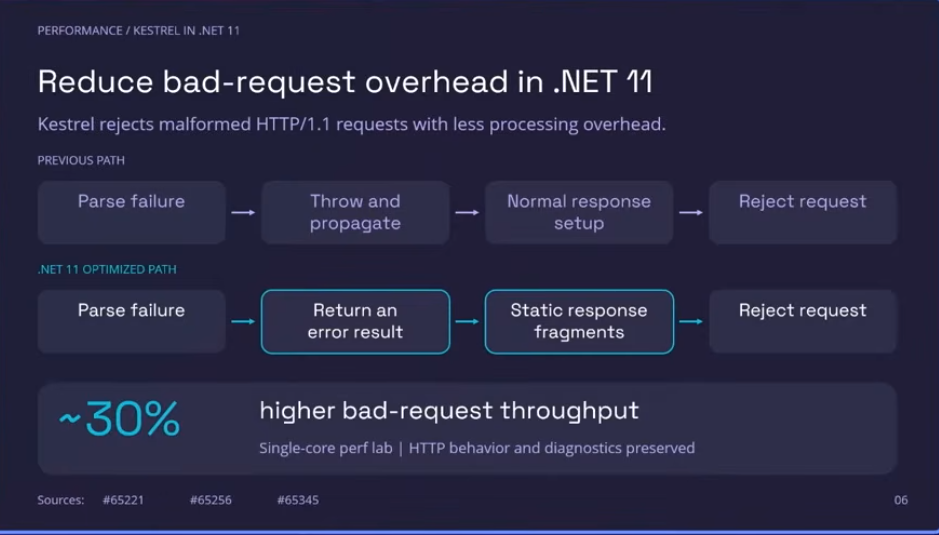 PERFORMANCE / KESTREL IN .NET 11
Reduce bad-request overhead in .NET 11
Kestrel rejects malformed HTTP/1.1 requests with less processing overhead.
PREVIOUS PATH
Parse failure
Throw and
propagate
Normal response
setup
Reject request
.NET 11 OPTIMIZED PATH
Parse failure
Return an
error result
Static response
fragments
Reject request
~30%
higher bad-request throughput
Single-core perf lab | HTTP behavior and diagnostics preserved
Sources: #65221 #65256 #65345
06